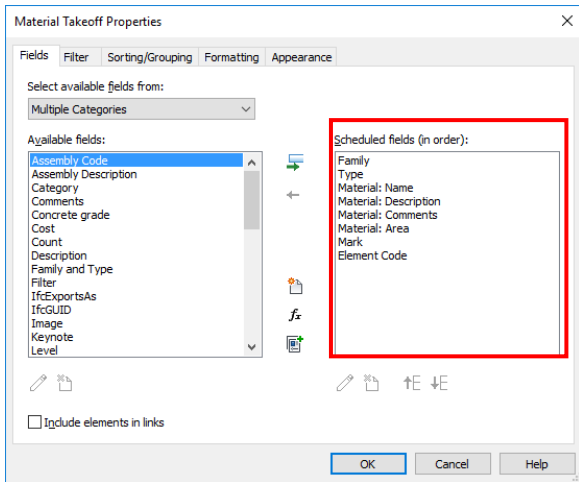 Material Takeoff Properties
Fields Filter Sorting/Grouping Formatting Appearance
Select available fields from:
Multiple Categories
Available fields:
Assembly Code
Assembly Description
Category
Comments
Concrete grade
Cost
Count
Description
Family and Type
Filter
IfcExportsAs
IfcGUID
Image
Keynote
Level
fx
Scheduled fields (in order):
Family
Type
Material: Name
Material: Description
Material: Comments
Material: Area
Mark
Element Code
Include elements in links
OK Cancel Help